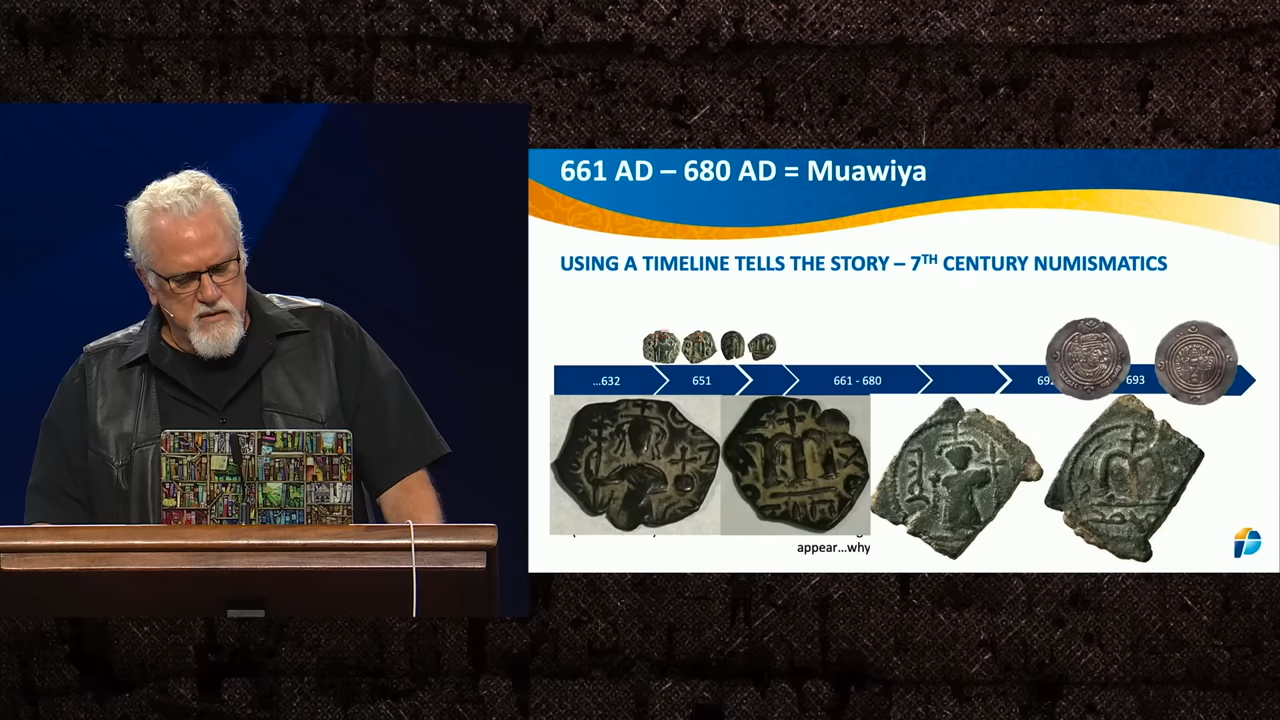 661 AD – 680 AD = Muawiya
USING A TIMELINE TELLS THE STORY – 7TH CENTURY NUMISMATICS
...632
651
661 - 680
693
appear...why